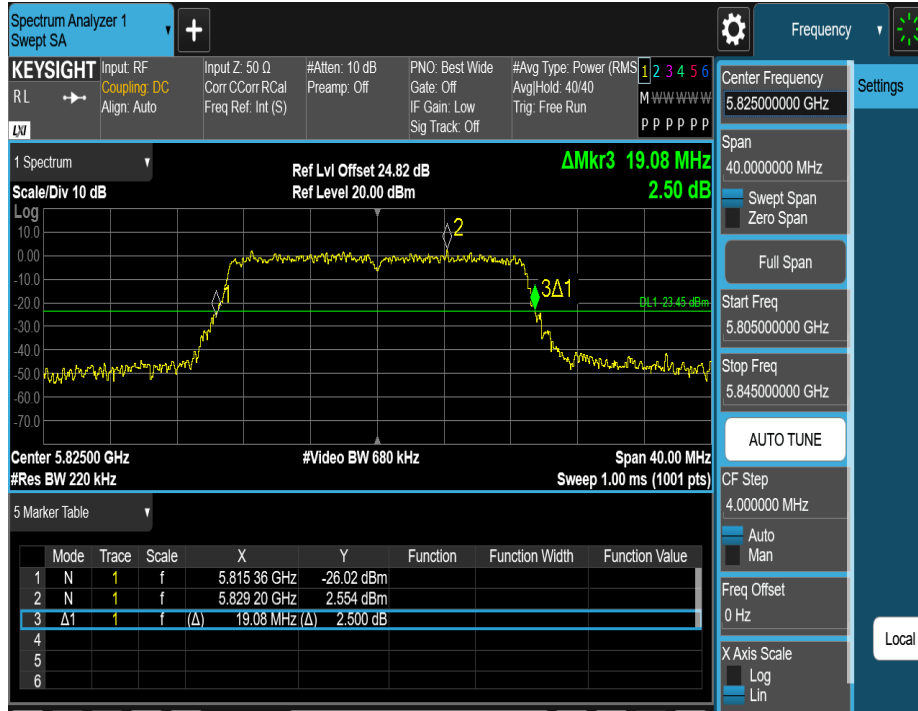 Spectrum Analyzer 1
Swept SA
+
Frequency
KEYSIGHT
R L
LXI
Input: RF
Coupling: DC
Align: Auto
Input Z: 50 Ω
Corr CCorr RCal
Freq Ref: Int (S)
#Atten: 10 dB
Preamp: Off
PNO: Best Wide
Gate: Off
IF Gain: Low
Sig Track: Off
#Avg Type: Power (RMS
Avg|Hold: 40/40
Trig: Free Run
1 2 3 4 5 6
M W W W W W
P P P P P P
1 Spectrum
Scale/Div 10 dB
Ref Lvl Offset 24.82 dB
Ref Level 20.00 dBm
ΔMkr3 19.08 MHz
2.50 dB
Log
10.0
0.00
-10.0
-20.0
-30.0
-40.0
-50.0
-60.0
-70.0
2
1
3Δ1
DL1 -23.45 dBm
Center 5.82500 GHz
#Video BW 680 kHz
Span 40.00 MHz
#Res BW 220 kHz
Sweep 1.00 ms (1001 pts)
5 Marker Table
Mode Trace Scale X Y Function Function Width Function Value
1 N 1 f 5.815 36 GHz -26.02 dBm
2 N 1 f 5.829 20 GHz 2.554 dBm
3 Δ1 1 f (Δ) 19.08 MHz (Δ) 2.500 dB
4
5
6
Center Frequency
5.825000000 GHz
Settings
Span
40.0000000 MHz
Swept Span
Zero Span
Full Span
Start Freq
5.805000000 GHz
Stop Freq
5.845000000 GHz
AUTO TUNE
CF Step
4.000000 MHz
Auto
Man
Freq Offset
0 Hz
X Axis Scale
Log
Lin
Local